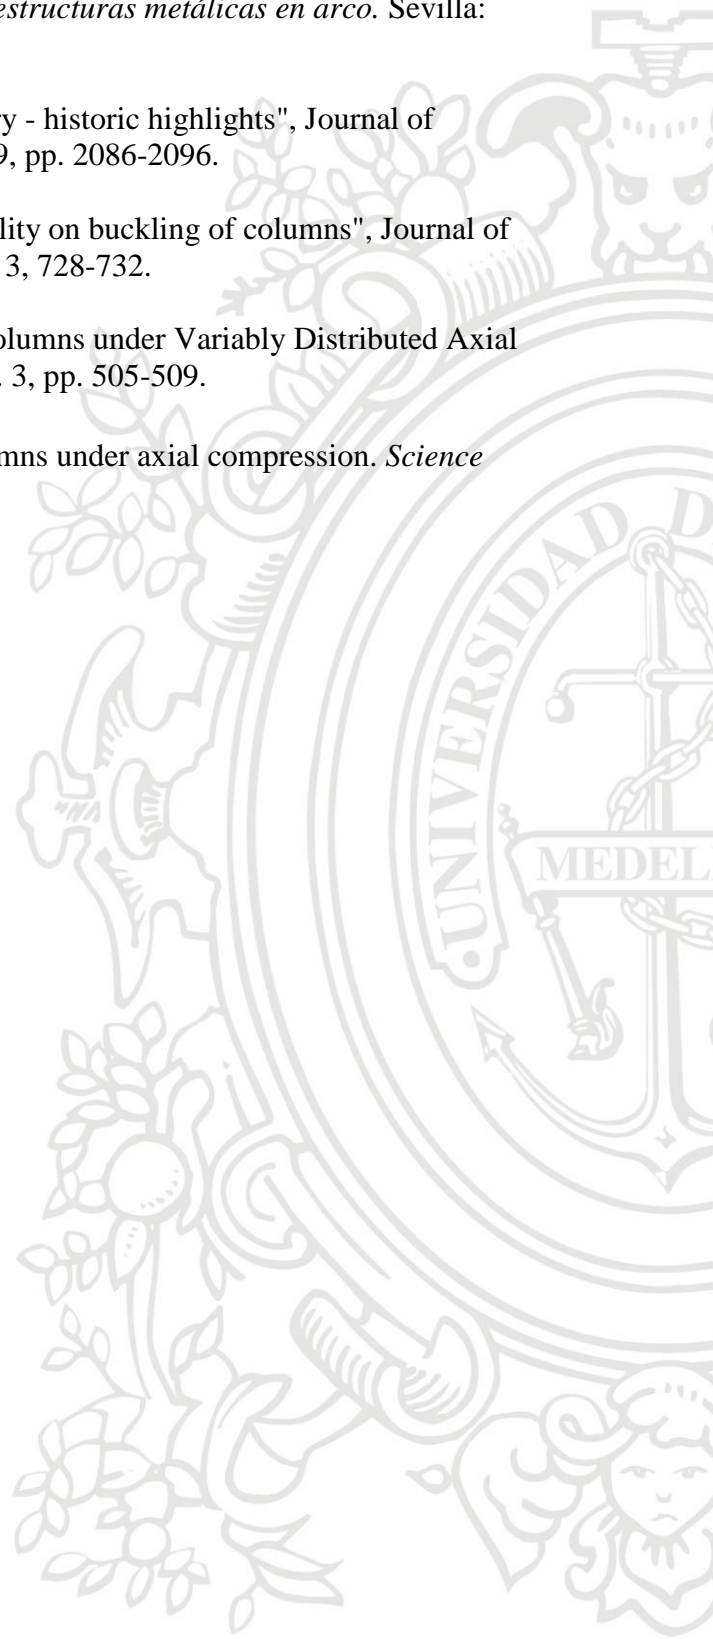 estructuras metálicas en arco. Sevilla:
y - historic highlights", Journal of
9, pp. 2086-2096.
lity on buckling of columns", Journal of
3, 728-732.
olumns under Variably Distributed Axial
. 3, pp. 505-509.
mns under axial compression. Science
UNIVERSIDAD D
MEDEL